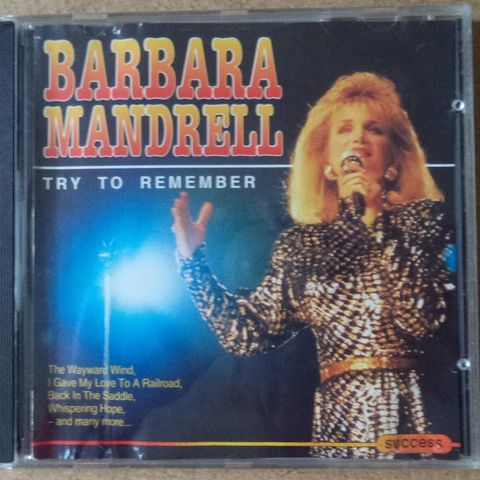 BARBARA
MANDRELL
TRY TO REMEMBER
The Wayward Wind,
I Gave My Love To A Railroad,
Back In The Saddle,
Whispering Hope,
- and many more...
success